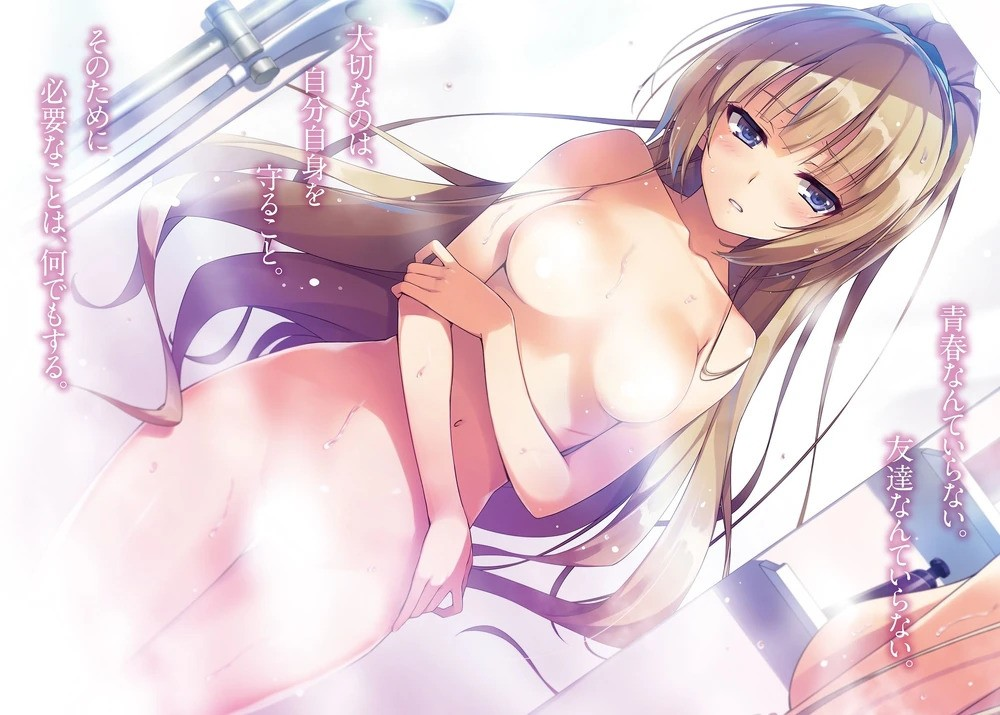 青春なんていらない。
友達なんていらない。
大切なのは、
自分自身を
守ること。
そのために
必要なことは、何でもする。